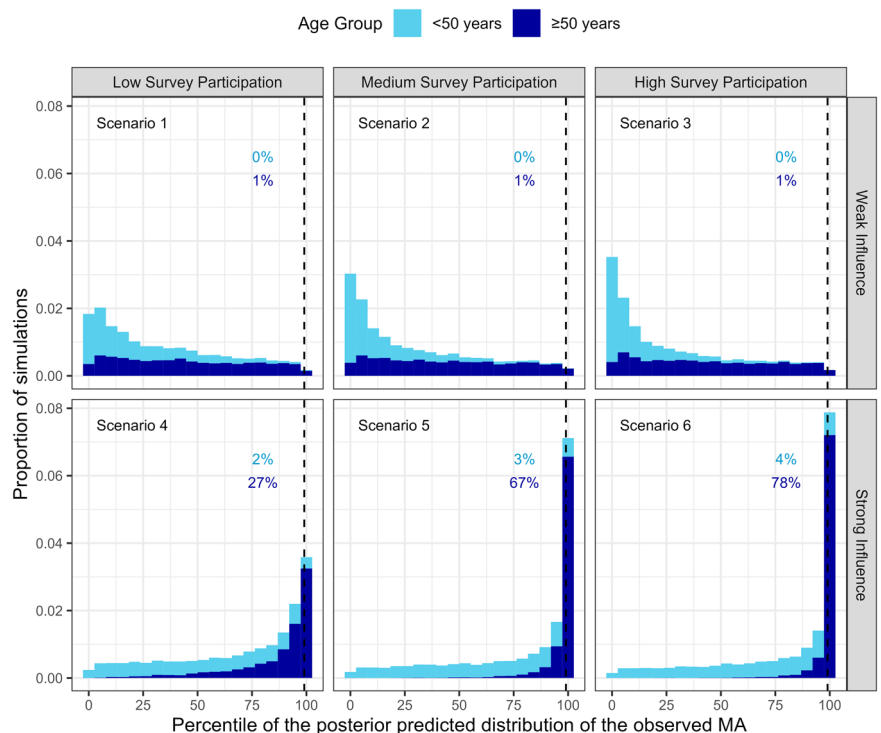 Age Group <50 years ≥50 years
Low Survey Participation Medium Survey Participation High Survey Participation
Scenario 1 Scenario 2 Scenario 3
0% 0% 0%
1% 1% 1%
0.08
0.06
0.04
0.02
0.00
Weak Influence
Scenario 4 Scenario 5 Scenario 6
2% 3% 4%
27% 67% 78%
0.08
0.06
0.04
0.02
0.00
Strong Influence
Proportion of simulations
0 25 50 75 100 0 25 50 75 100 0 25 50 75 100
Percentile of the posterior predicted distribution of the observed MA